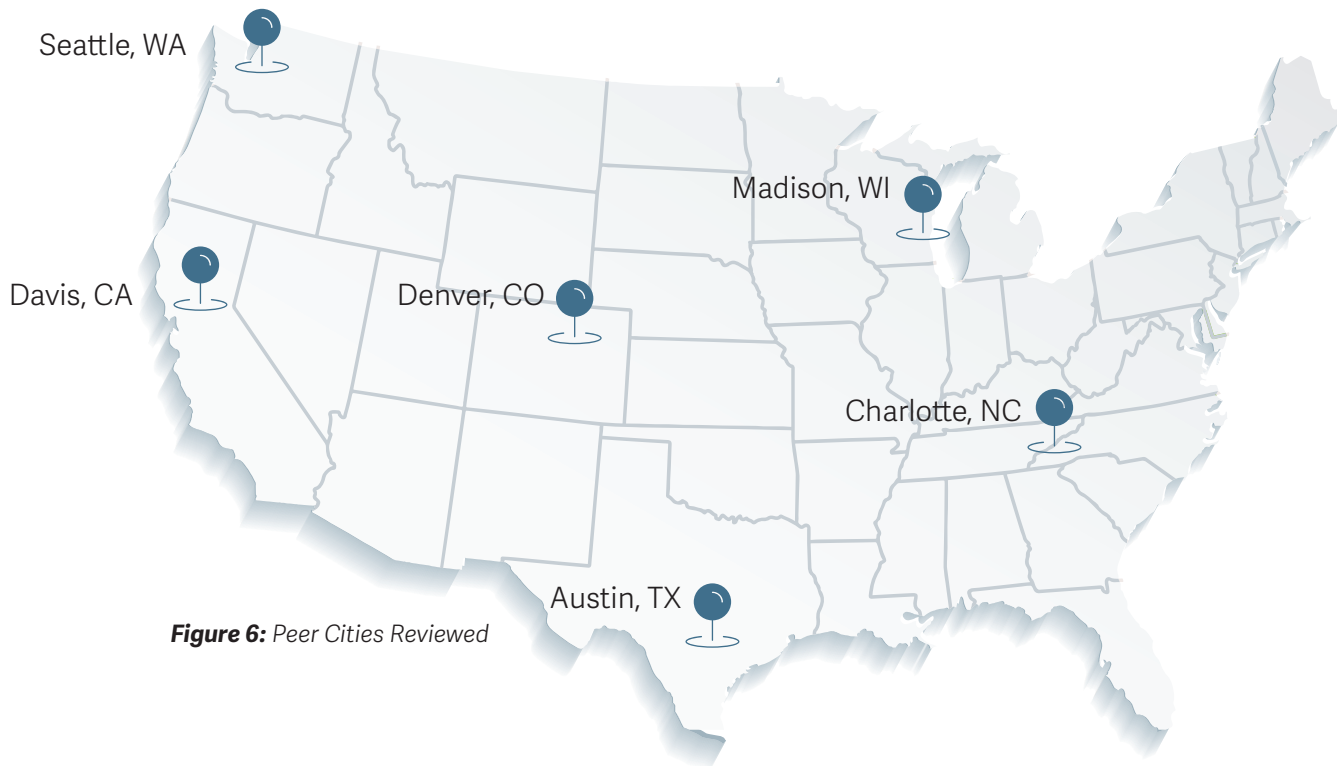 Seattle, WA
Madison, WI
Davis, CA
Denver, CO
Charlotte, NC
Austin, TX
Figure 6: Peer Cities Reviewed